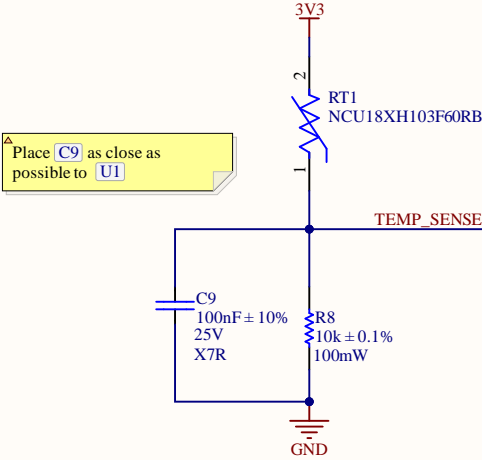 3V3
2
RT1
NCU18XH103F60RB
Place C9 as close as
possible to U1
1
TEMP_SENSE
C9
100nF ± 10%
25V
X7R
R8
10k ± 0.1%
100mW
GND